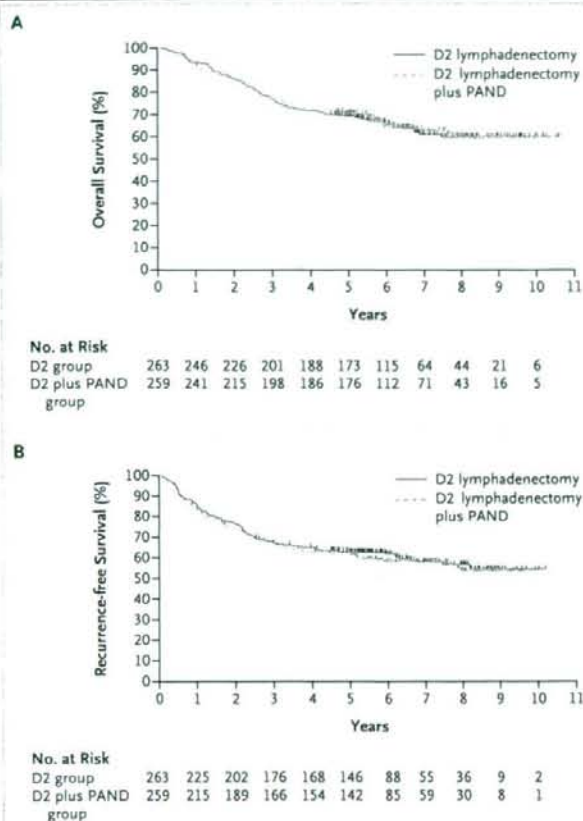 A
Overall Survival (%)
100
90
80
70
60
50
40
30
20
10
0
D2 lymphadenectomy
D2 lymphadenectomy
plus PAND
0 1 2 3 4 5 6 7 8 9 10 11
Years
No. at Risk
D2 group 263 246 226 201 188 173 115 64 44 21 6
D2 plus PAND 259 241 215 198 186 176 112 71 43 16 5
group
B
Recurrence-free Survival (%)
100
90
80
70
60
50
40
30
20
10
0
D2 lymphadenectomy
D2 lymphadenectomy
plus PAND
0 1 2 3 4 5 6 7 8 9 10 11
Years
No. at Risk
D2 group 263 225 202 176 168 146 88 55 36 9 2
D2 plus PAND 259 215 189 166 154 142 85 59 30 8 1
group